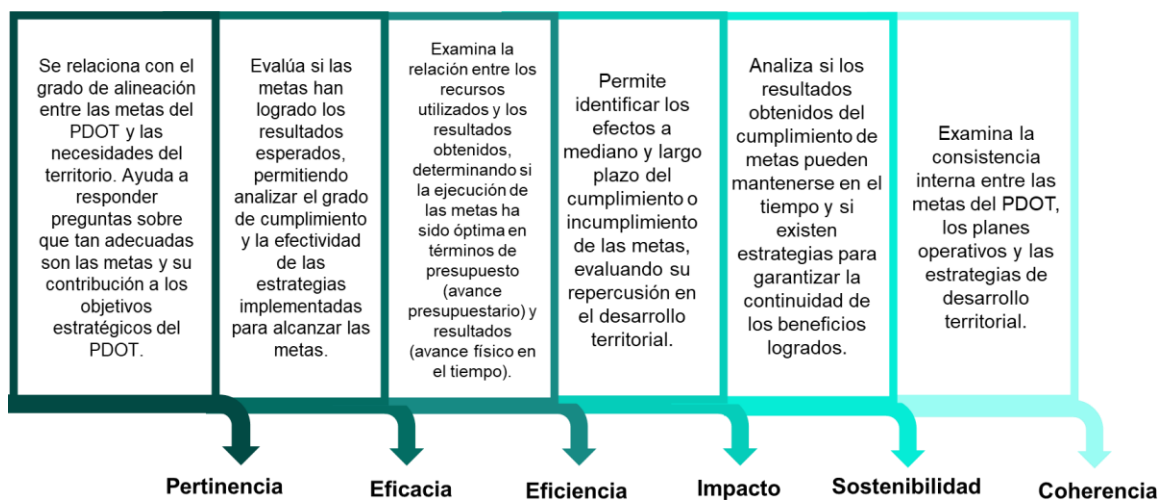 Se relaciona con el
grado de alineación
entre las metas del
PDOT y las
necesidades del
territorio. Ayuda a
responder
preguntas sobre
que tan adecuadas
son las metas y su
contribución a los
objetivos
estratégicos del
PDOT.
Evalúa si las
metas han
logrado los
resultados
esperados,
permitiendo
analizar el grado
de cumplimiento
y la efectividad
de las
estrategias
implementadas
para alcanzar las
metas.
Examina la
relación entre los
recursos
utilizados y los
resultados
obtenidos,
determinando si
la ejecución de
las metas ha
sido óptima en
términos de
presupuesto
(avance
presupuestario) y
resultados
(avance físico en
el tiempo).
Permite
identificar los
efectos a
mediano y largo
plazo del
cumplimiento o
incumplimiento
de las metas,
evaluando su
repercusión en
el desarrollo
territorial.
Analiza si los
resultados
obtenidos del
cumplimiento de
metas pueden
mantenerse en el
tiempo y si
existen
estrategias para
garantizar la
continuidad de
los beneficios
logrados.
Examina la
consistencia
interna entre las
metas del PDOT,
los planes
operativos y las
estrategias de
desarrollo
territorial.
Pertinencia
Eficacia
Eficiencia
Impacto
Sostenibilidad
Coherencia